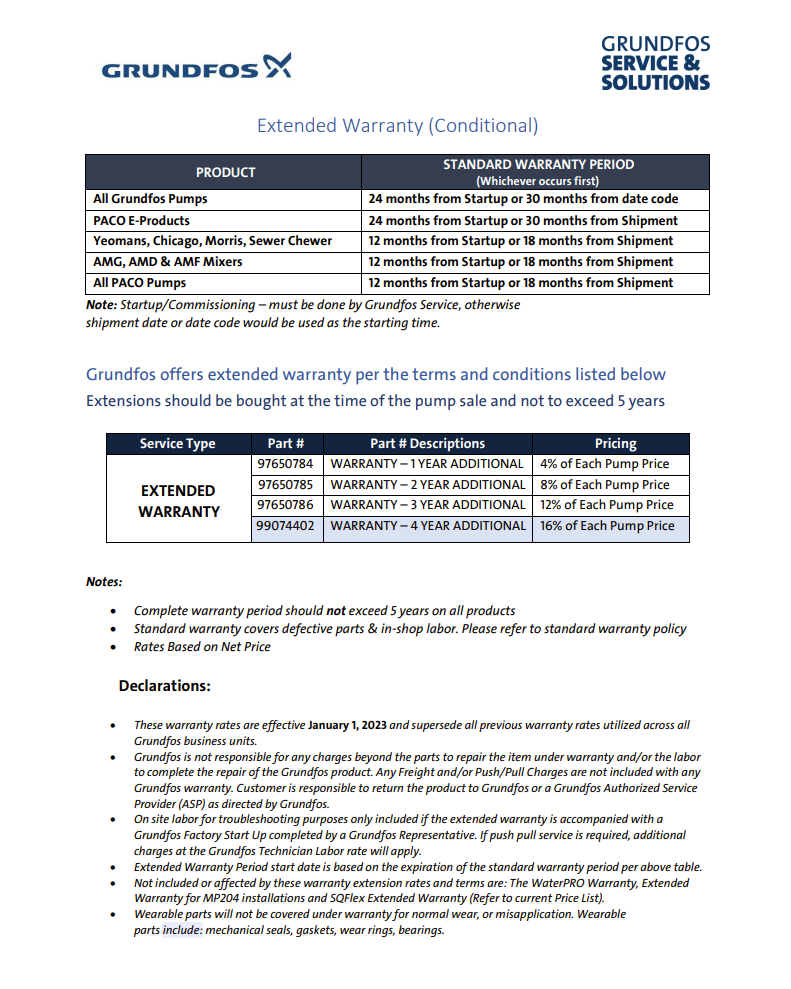 GRUNDFOS
GRUNDFOS
SERVICE &
SOLUTIONS
Extended Warranty (Conditional)
PRODUCT
STANDARD WARRANTY PERIOD
(Whichever occurs first)
All Grundfos Pumps
24 months from Startup or 30 months from date code
PACO E-Products
24 months from Startup or 30 months from Shipment
Yeomans, Chicago, Morris, Sewer Chewer
12 months from Startup or 18 months from Shipment
AMG, AMD & AMF Mixers
12 months from Startup or 18 months from Shipment
All PACO Pumps
12 months from Startup or 18 months from Shipment
Note: Startup/Commissioning – must be done by Grundfos Service, otherwise
shipment date or date code would be used as the starting time.
Grundfos offers extended warranty per the terms and conditions listed below
Extensions should be bought at the time of the pump sale and not to exceed 5 years
Service Type
Part #
Part # Descriptions
Pricing
EXTENDED
WARRANTY
97650784
WARRANTY – 1 YEAR ADDITIONAL
4% of Each Pump Price
97650785
WARRANTY – 2 YEAR ADDITIONAL
8% of Each Pump Price
97650786
WARRANTY – 3 YEAR ADDITIONAL
12% of Each Pump Price
99074402
WARRANTY – 4 YEAR ADDITIONAL
16% of Each Pump Price
Notes:
• Complete warranty period should not exceed 5 years on all products
• Standard warranty covers defective parts & in-shop labor. Please refer to standard warranty policy
• Rates Based on Net Price
Declarations:
• These warranty rates are effective January 1, 2023 and supersede all previous warranty rates utilized across all
Grundfos business units.
• Grundfos is not responsible for any charges beyond the parts to repair the item under warranty and/or the labor
to complete the repair of the Grundfos product. Any Freight and/or Push/Pull Charges are not included with any
Grundfos warranty. Customer is responsible to return the product to Grundfos or a Grundfos Authorized Service
Provider (ASP) as directed by Grundfos.
• On site labor for troubleshooting purposes only included if the extended warranty is accompanied with a
Grundfos Factory Start Up completed by a Grundfos Representative. If push pull service is required, additional
charges at the Grundfos Technician Labor rate will apply.
• Extended Warranty Period start date is based on the expiration of the standard warranty period per above table.
• Not included or affected by these warranty extension rates and terms are: The WaterPRO Warranty, Extended
Warranty for MP204 installations and SQFlex Extended Warranty (Refer to current Price List).
• Wearable parts will not be covered under warranty for normal wear, or misapplication. Wearable
parts include: mechanical seals, gaskets, wear rings, bearings.